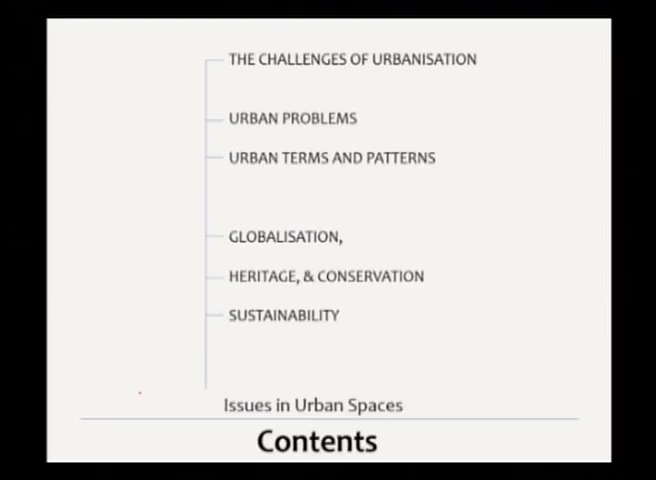 THE CHALLENGES OF URBANISATION
URBAN PROBLEMS
URBAN TERMS AND PATTERNS
GLOBALISATION,
HERITAGE, & CONSERVATION
SUSTAINABILITY
Issues in Urban Spaces
Contents